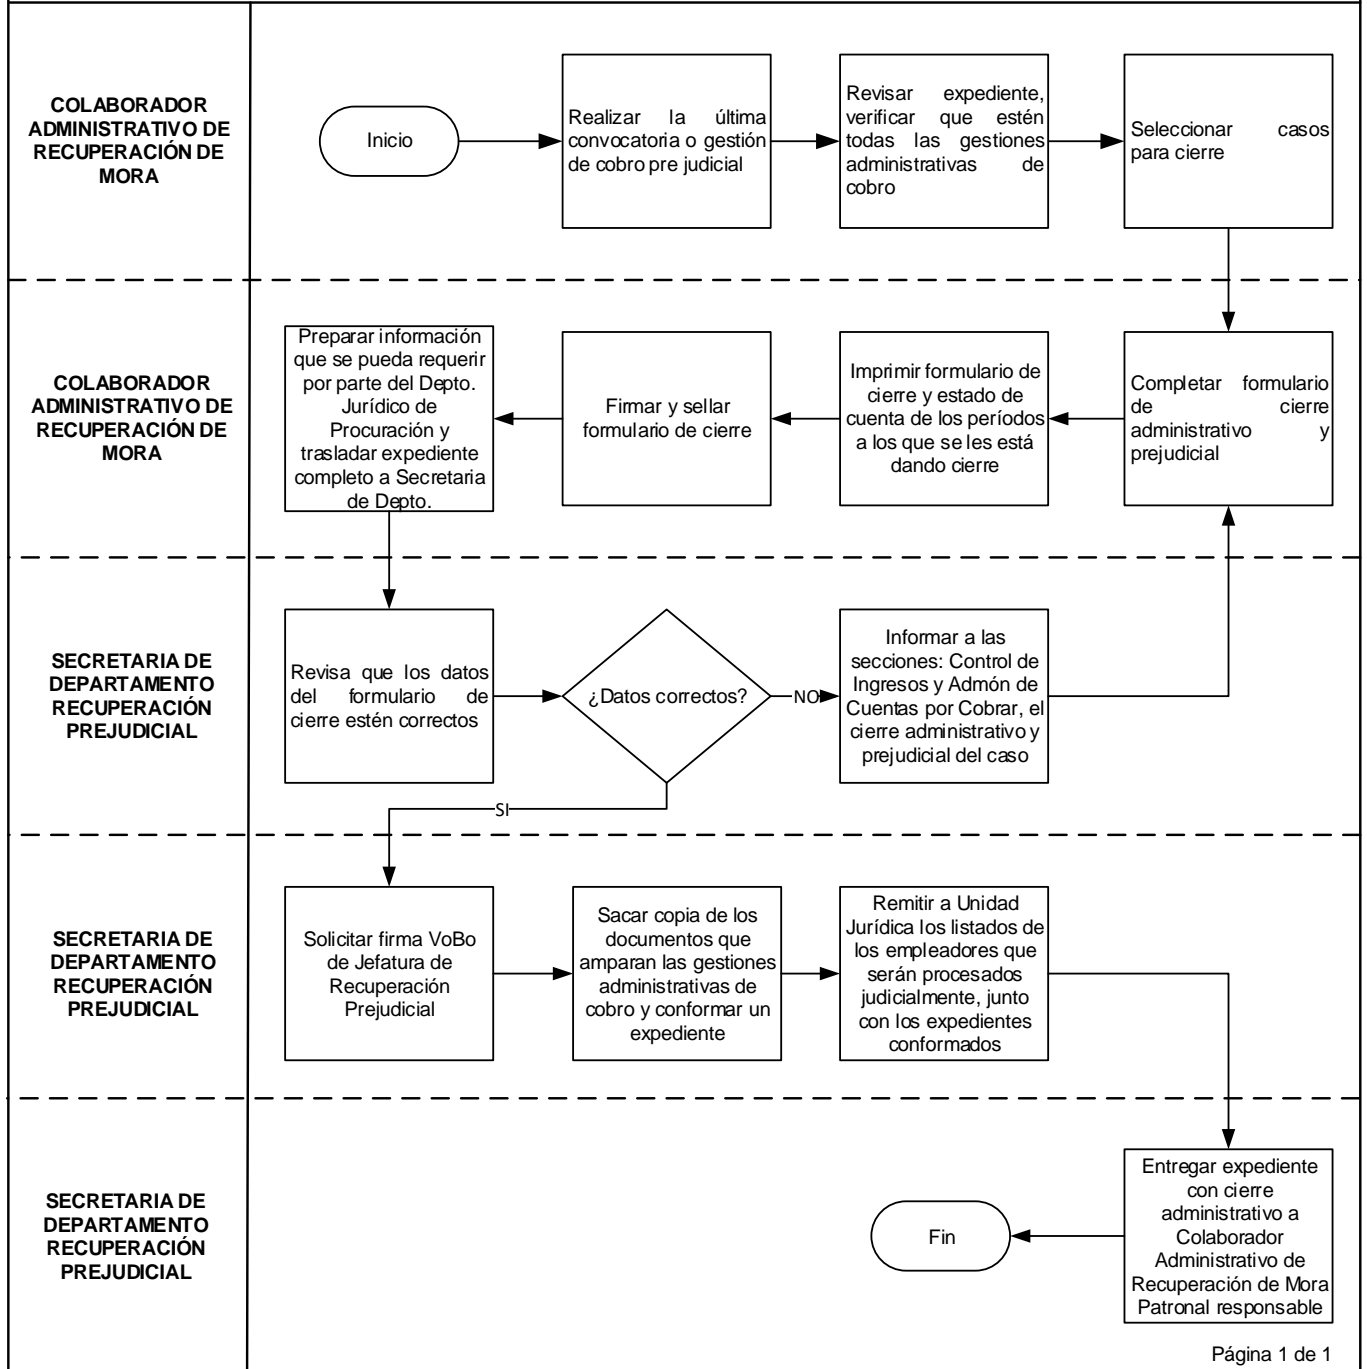 COLABORADOR
ADMINISTRATIVO DE
RECUPERACIÓN DE
MORA
Inicio
Realizar la última
convocatoria o gestión
de cobro pre judicial
Revisar expediente,
verificar que estén
todas las gestiones
administrativas de
cobro
Seleccionar casos
para cierre
COLABORADOR
ADMINISTRATIVO DE
RECUPERACIÓN DE
MORA
Preparar información
que se pueda requerir
por parte del Depto.
Jurídico de
Procuración y
trasladar expediente
completo a Secretaria
de Depto.
Firmar y sellar
formulario de cierre
Imprimir formulario de
cierre y estado de
cuenta de los períodos
a los que se les está
dando cierre
Completar formulario
de cierre
administrativo y
prejudicial
SECRETARIA DE
DEPARTAMENTO
RECUPERACIÓN
PREJUDICIAL
Revisa que los datos
del formulario de
cierre estén correctos
¿Datos correctos?
NO
Informar a las
secciones: Control de
Ingresos y Admón de
Cuentas por Cobrar, el
cierre administrativo y
prejudicial del caso
SI
SECRETARIA DE
DEPARTAMENTO
RECUPERACIÓN
PREJUDICIAL
Solicitar firma VoBo
de Jefatura de
Recuperación
Prejudicial
Sacar copia de los
documentos que
amparan las gestiones
administrativas de
cobro y conformar un
expediente
Remitir a Unidad
Jurídica los listados de
los empleadores que
serán procesados
judicialmente, junto
con los expedientes
conformados
SECRETARIA DE
DEPARTAMENTO
RECUPERACIÓN
PREJUDICIAL
Fin
Entregar expediente
con cierre
administrativo a
Colaborador
Administrativo de
Recuperación de Mora
Patronal responsable
Página 1 de 1